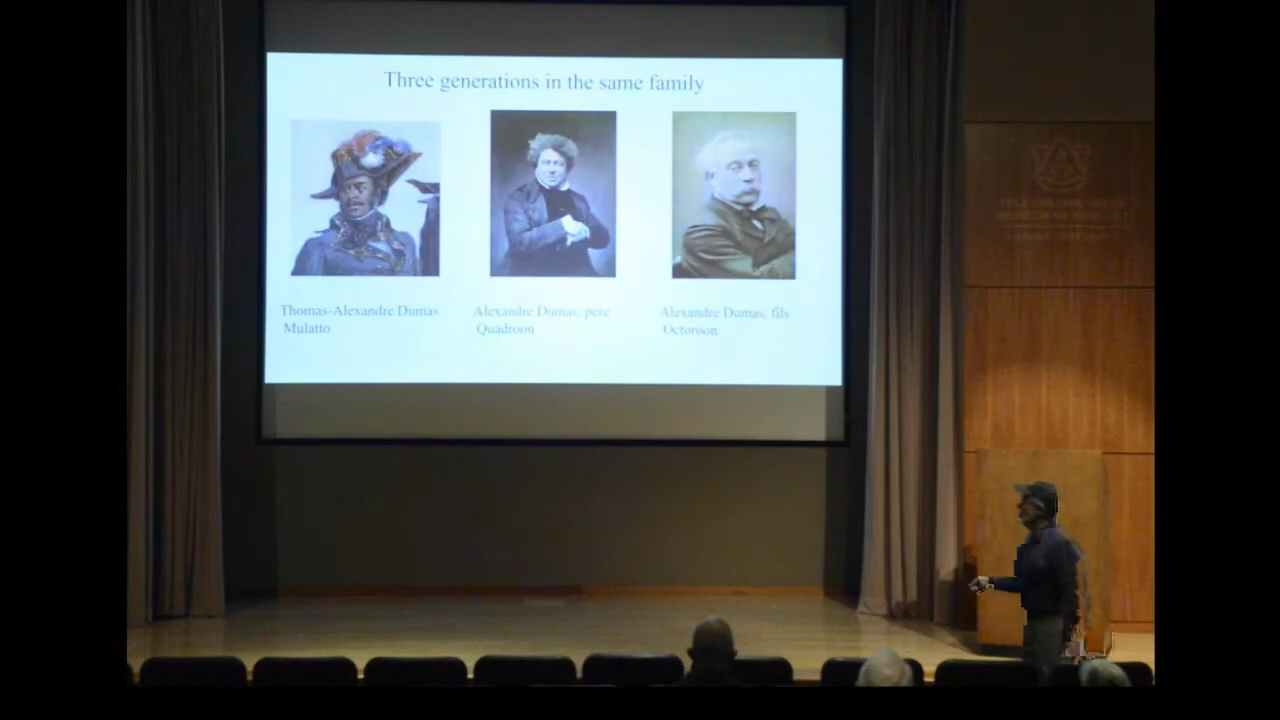 Three generations in the same family
Thomas-Alexandre Dumas
Mulatto
Alexandre Dumas, pere
Quadroon
Alexandre Dumas, fils
Octoroon